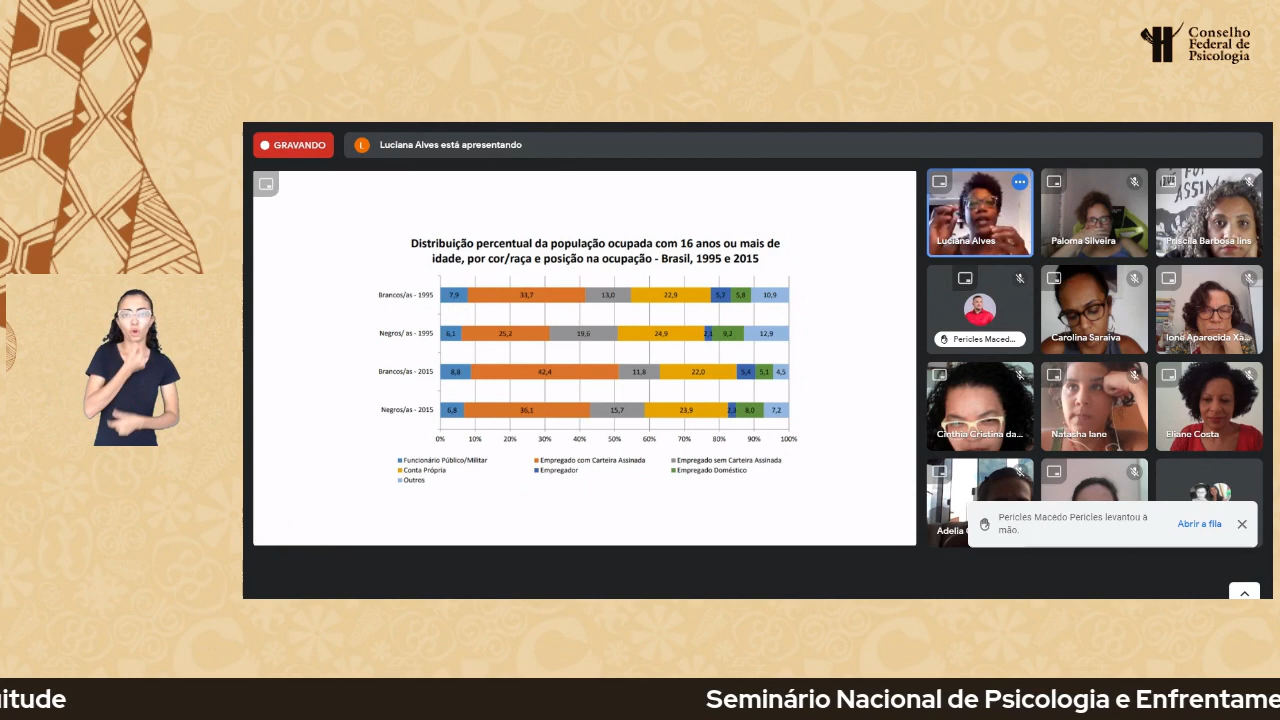 Conselho
Federal de
Psicologia
GRAVANDO
L
Luciana Alves está apresentando
Distribuição percentual da população ocupada com 16 anos ou mais de
idade, por cor/raça e posição na ocupação - Brasil, 1995 e 2015
Brancos/as - 1995
7,9 33,7 13,0 22,9 5,7 5,8 10,9
Negros/ as - 1995
6,1 25,2 19,6 24,9 2,1 9,2 12,9
Brancos/as - 2015
8,8 42,4 11,8 22,0 5,4 5,1 4,5
Negros/as - 2015
6,8 36,1 15,7 23,9 2,3 8,0 7,2
0% 10% 20% 30% 40% 50% 60% 70% 80% 90% 100%
Funcionário Público/Militar Empregado com Carteira Assinada Empregado sem Carteira Assinada
Conta Própria Empregador Empregado Doméstico
Outros
Luciana Alves
Paloma Silveira
Priscila Barbosa lins
Pericles Maced...
Carolina Saraiva
Ione Aparecida Xa...
Cinthia Cristina da...
Natasha Iane
Eliane Costa
Adelia
Pericles Macedo Pericles levantou a
mão.
Abrir a fila
uitude
Seminário Nacional de Psicologia e Enfrentame